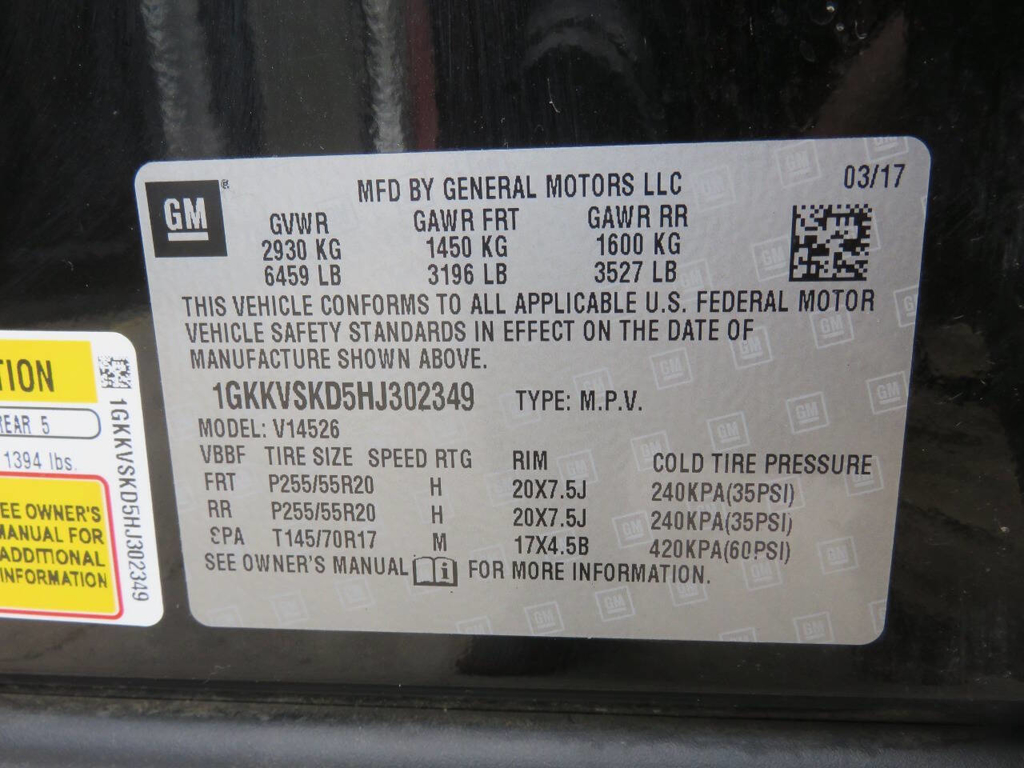 GM
®
MFD BY GENERAL MOTORS LLC
03/17
GVWR GAWR FRT GAWR RR
2930 KG 1450 KG 1600 KG
6459 LB 3196 LB 3527 LB
THIS VEHICLE CONFORMS TO ALL APPLICABLE U.S. FEDERAL MOTOR
VEHICLE SAFETY STANDARDS IN EFFECT ON THE DATE OF
MANUFACTURE SHOWN ABOVE.
1GKKVSKD5HJ302349 TYPE: M.P.V.
MODEL: V14526
VBBF TIRE SIZE SPEED RTG RIM COLD TIRE PRESSURE
FRT P255/55R20 H 20X7.5J 240KPA(35PSI)
RR P255/55R20 H 20X7.5J 240KPA(35PSI)
SPA T145/70R17 M 17X4.5B 420KPA(60PSI)
SEE OWNER'S MANUAL FOR MORE INFORMATION.
TION
REAR 5
1394 lbs.
EE OWNER'S
MANUAL FOR
ADDITIONAL
INFORMATION
1GKKVSKD5HJ302349